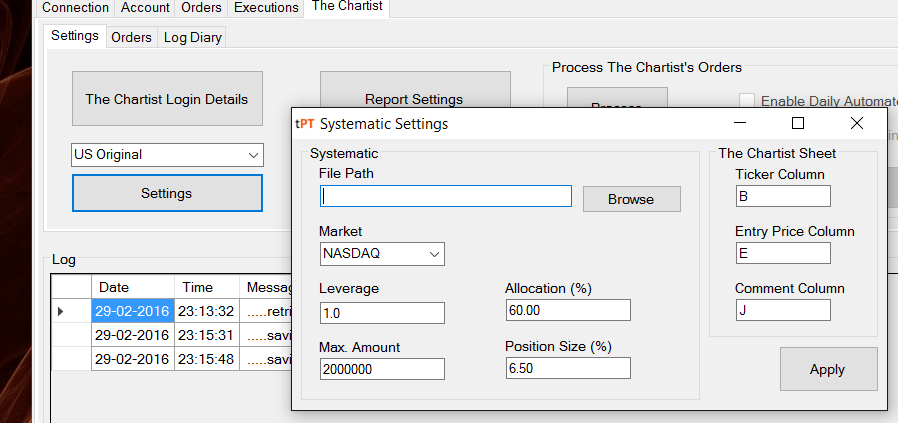 Connection Account Orders Executions The Chartist
Settings Orders Log Diary
The Chartist Login Details
Report Settings
Process The Chartist's Orders
Process
Enable Daily Automate
US Original
Settings
tPT Systematic Settings
Systematic
File Path
Browse
Market
NASDAQ
Leverage
1.0
Allocation (%)
60.00
Max. Amount
2000000
Position Size (%)
6.50
The Chartist Sheet
Ticker Column
B
Entry Price Column
E
Comment Column
J
Apply
Log
Date Time Messag
29-02-2016 23:13:32 .....retri
29-02-2016 23:15:31 .....savi
29-02-2016 23:15:48 .....savi